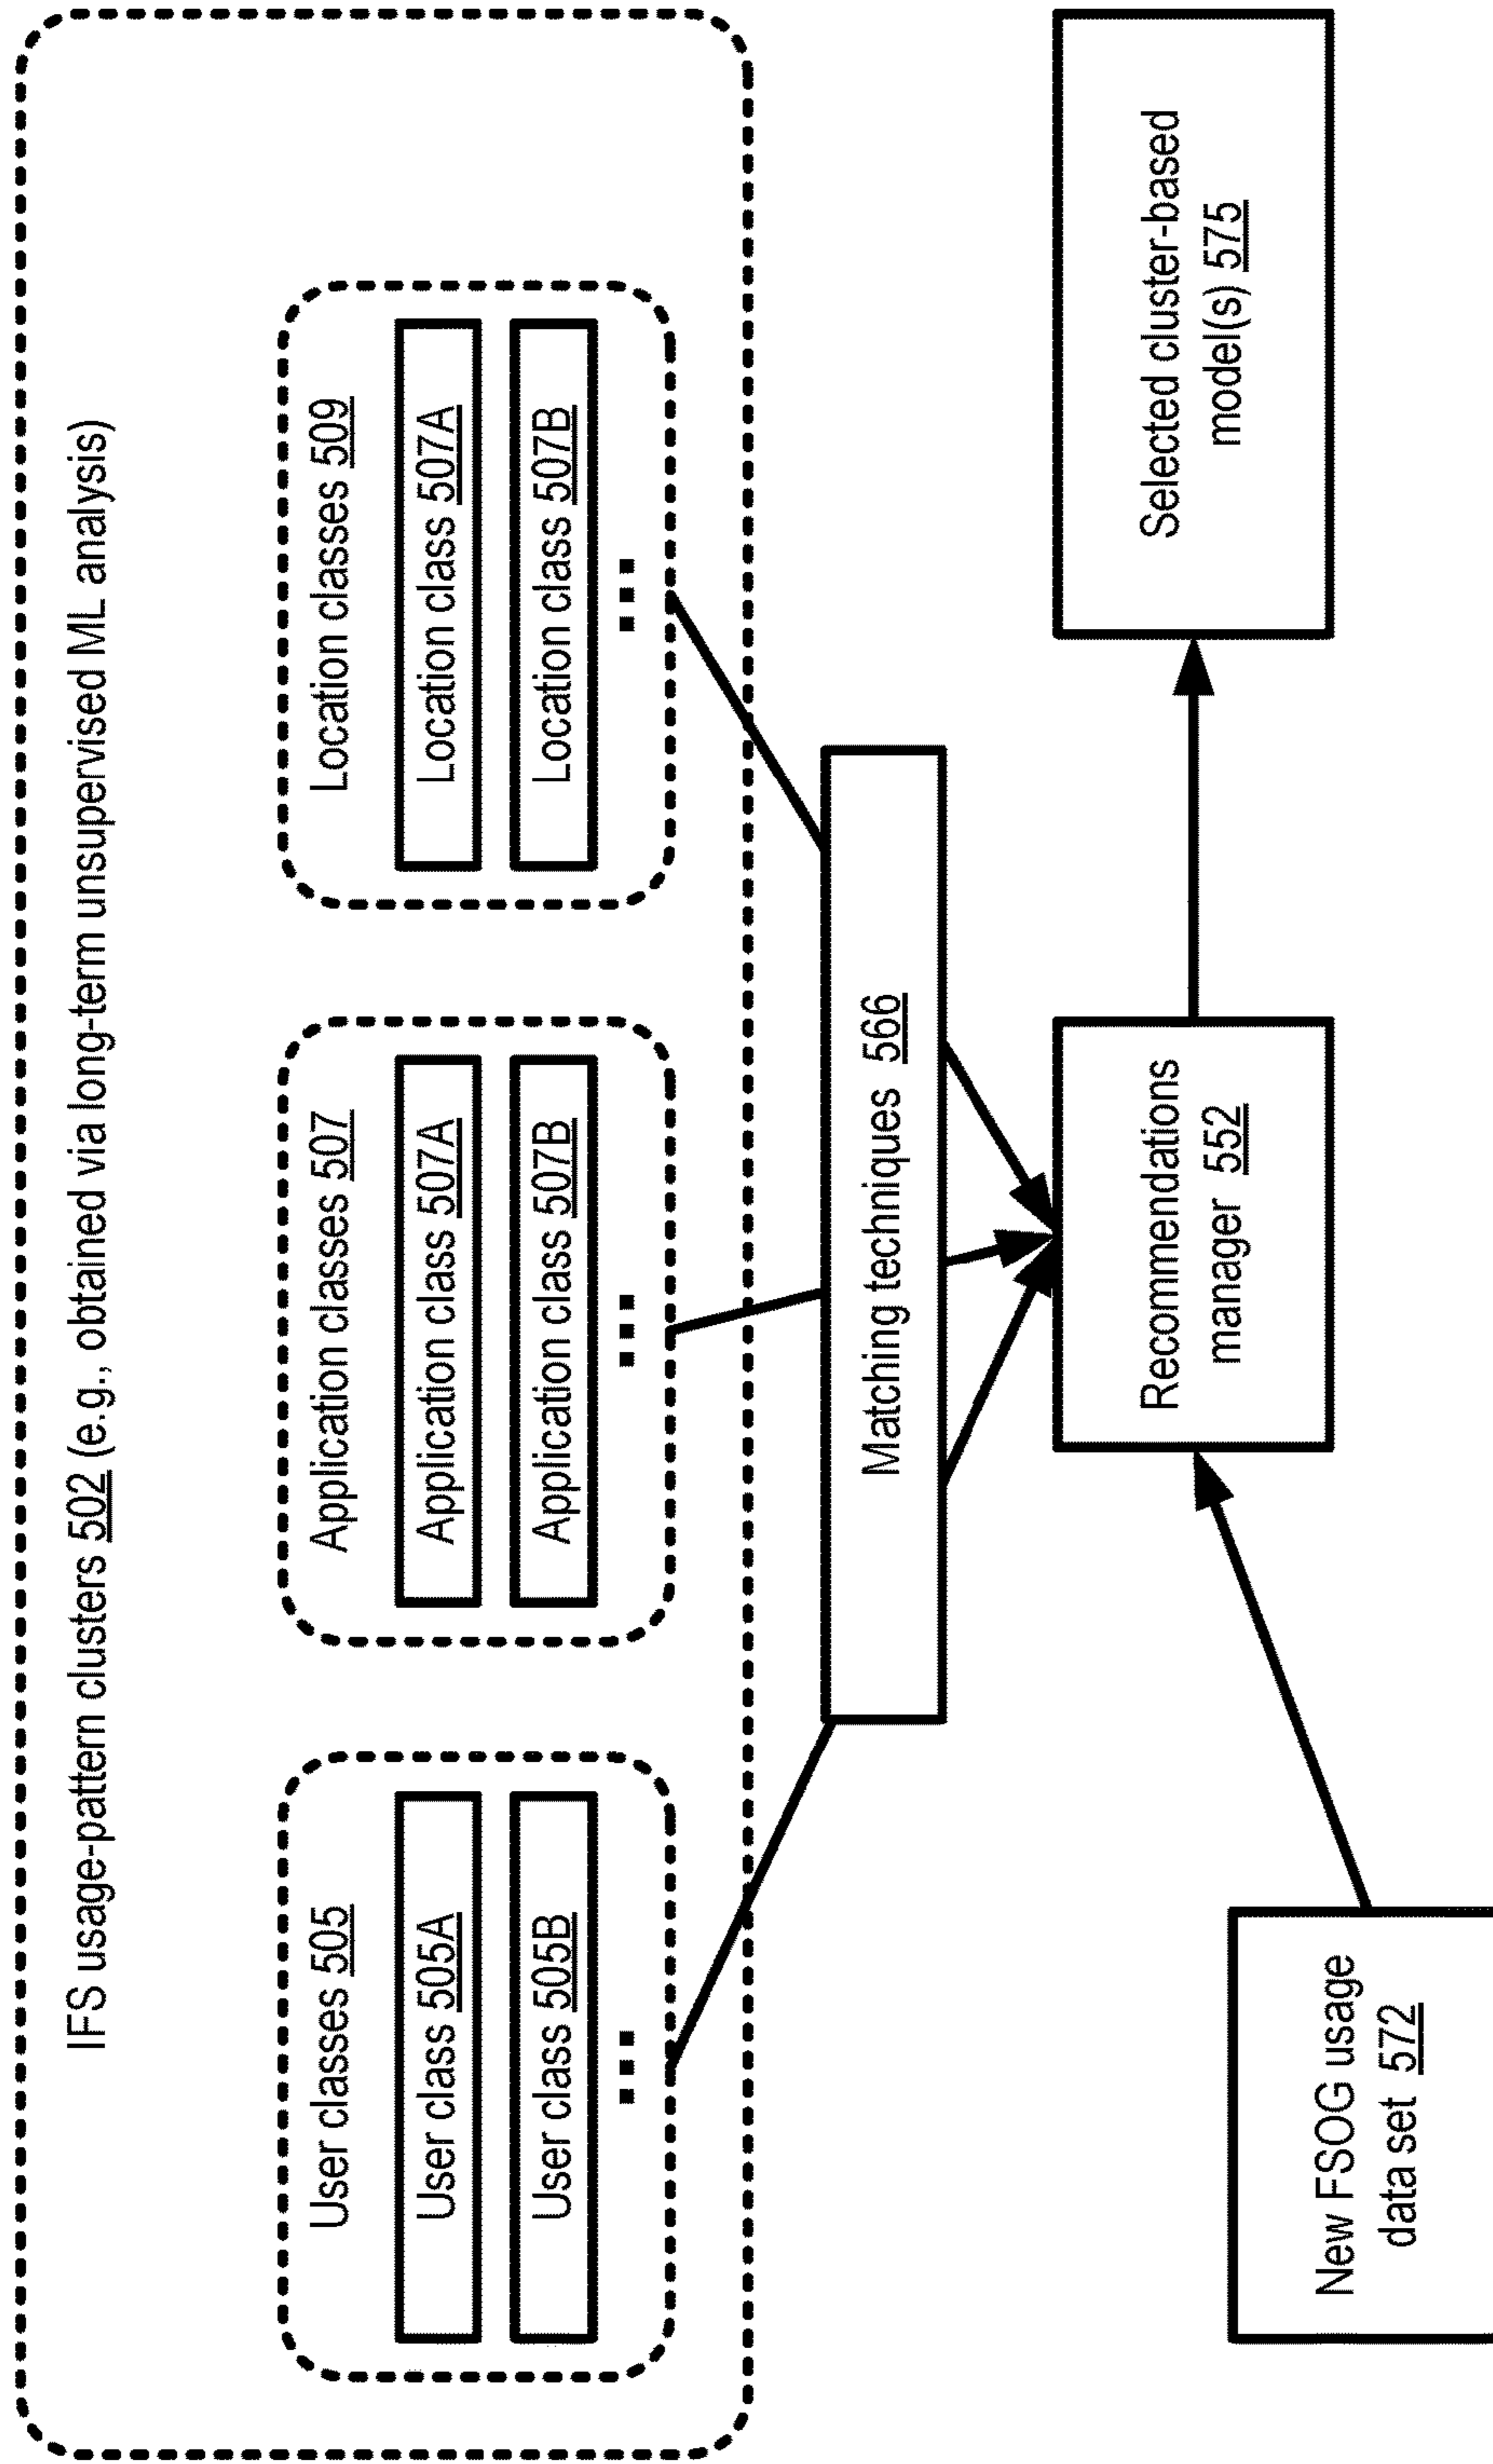 IFS usage-pattern clusters 502 (e.g., obtained via long-term unsupervised ML analysis)
User classes 505
User class 505A
User class 505B
...
Application classes 507
Application class 507A
Application class 507B
...
Location classes 509
Location class 507A
Location class 507B
...
Matching techniques 566
New FSOG usage
data set 572
Recommendations
manager 552
Selected cluster-based
model(s) 575